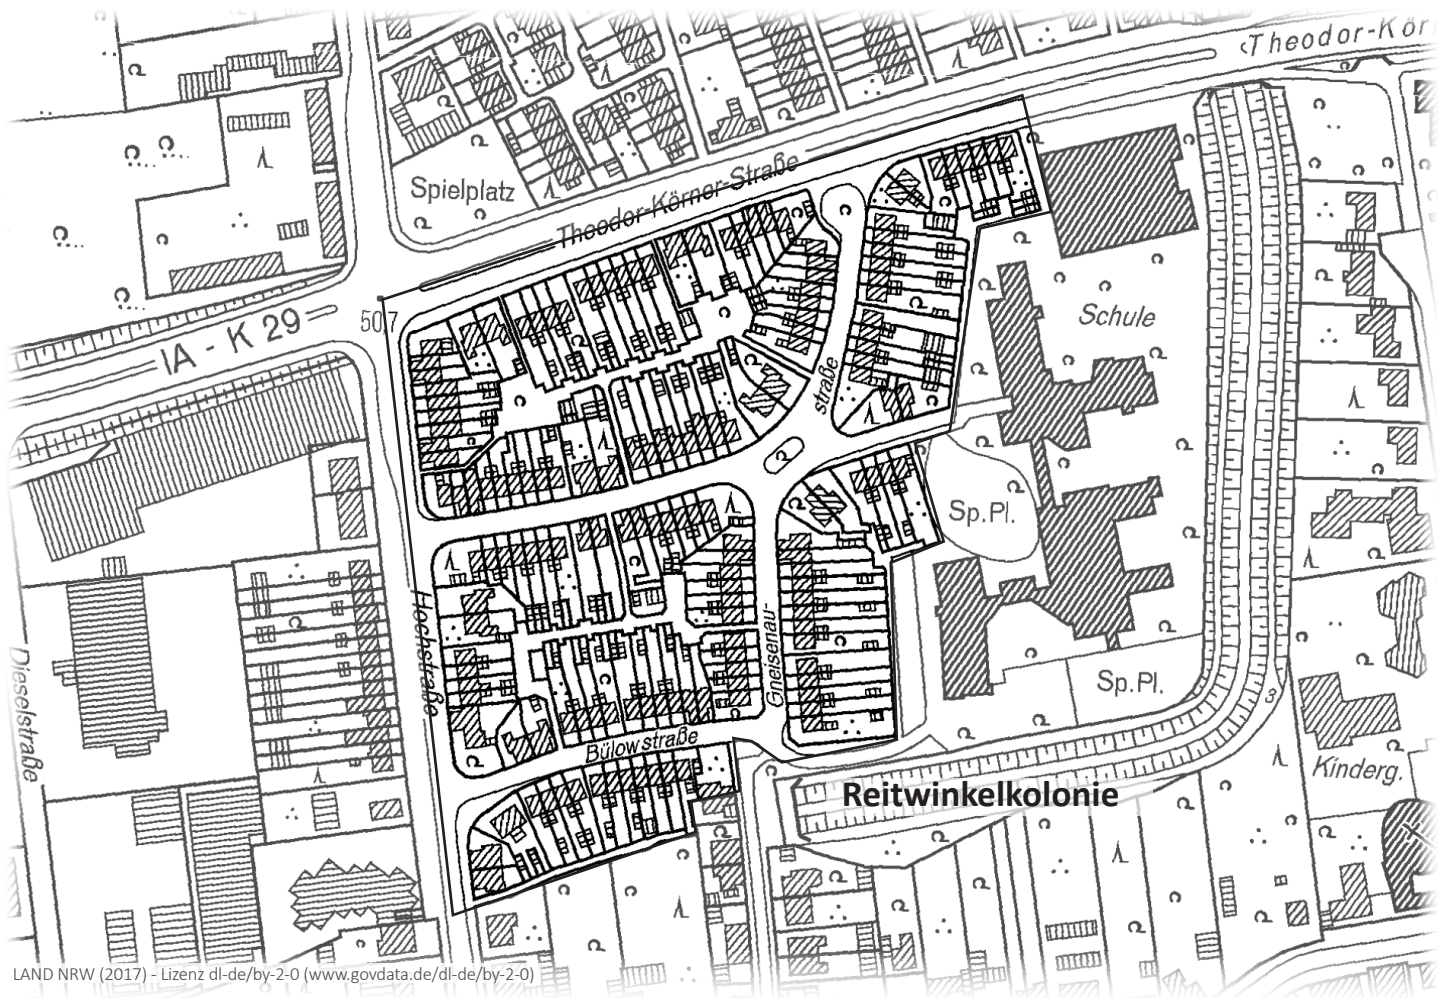 ‹Theodor-Kör
Spielplatz
Theodor-Körner-Straße
IA - K 29
50,7
Schule
straße
Sp.Pl.
Hochstraße
Gneisenau-
Dieselstraße
Sp.Pl.
3
Bülowstraße
Kinderg.
Reitwinkelkolonie
LAND NRW (2017) - Lizenz dl-de/by-2-0 (www.govdata.de/dl-de/by-2-0)